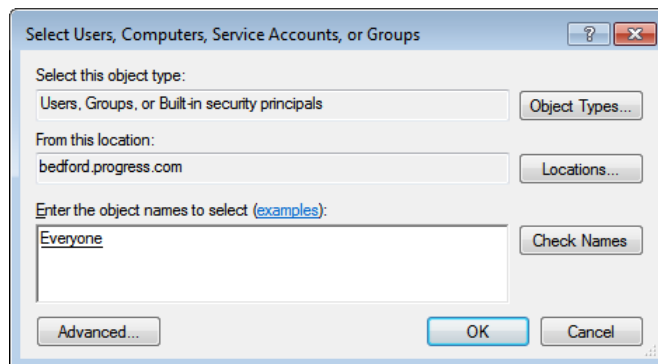 Select Users, Computers, Service Accounts, or Groups
Select this object type:
Users, Groups, or Built-in security principals
Object Types...
From this location:
bedford.progress.com
Locations...
Enter the object names to select (examples):
Everyone
Check Names
Advanced...
OK
Cancel